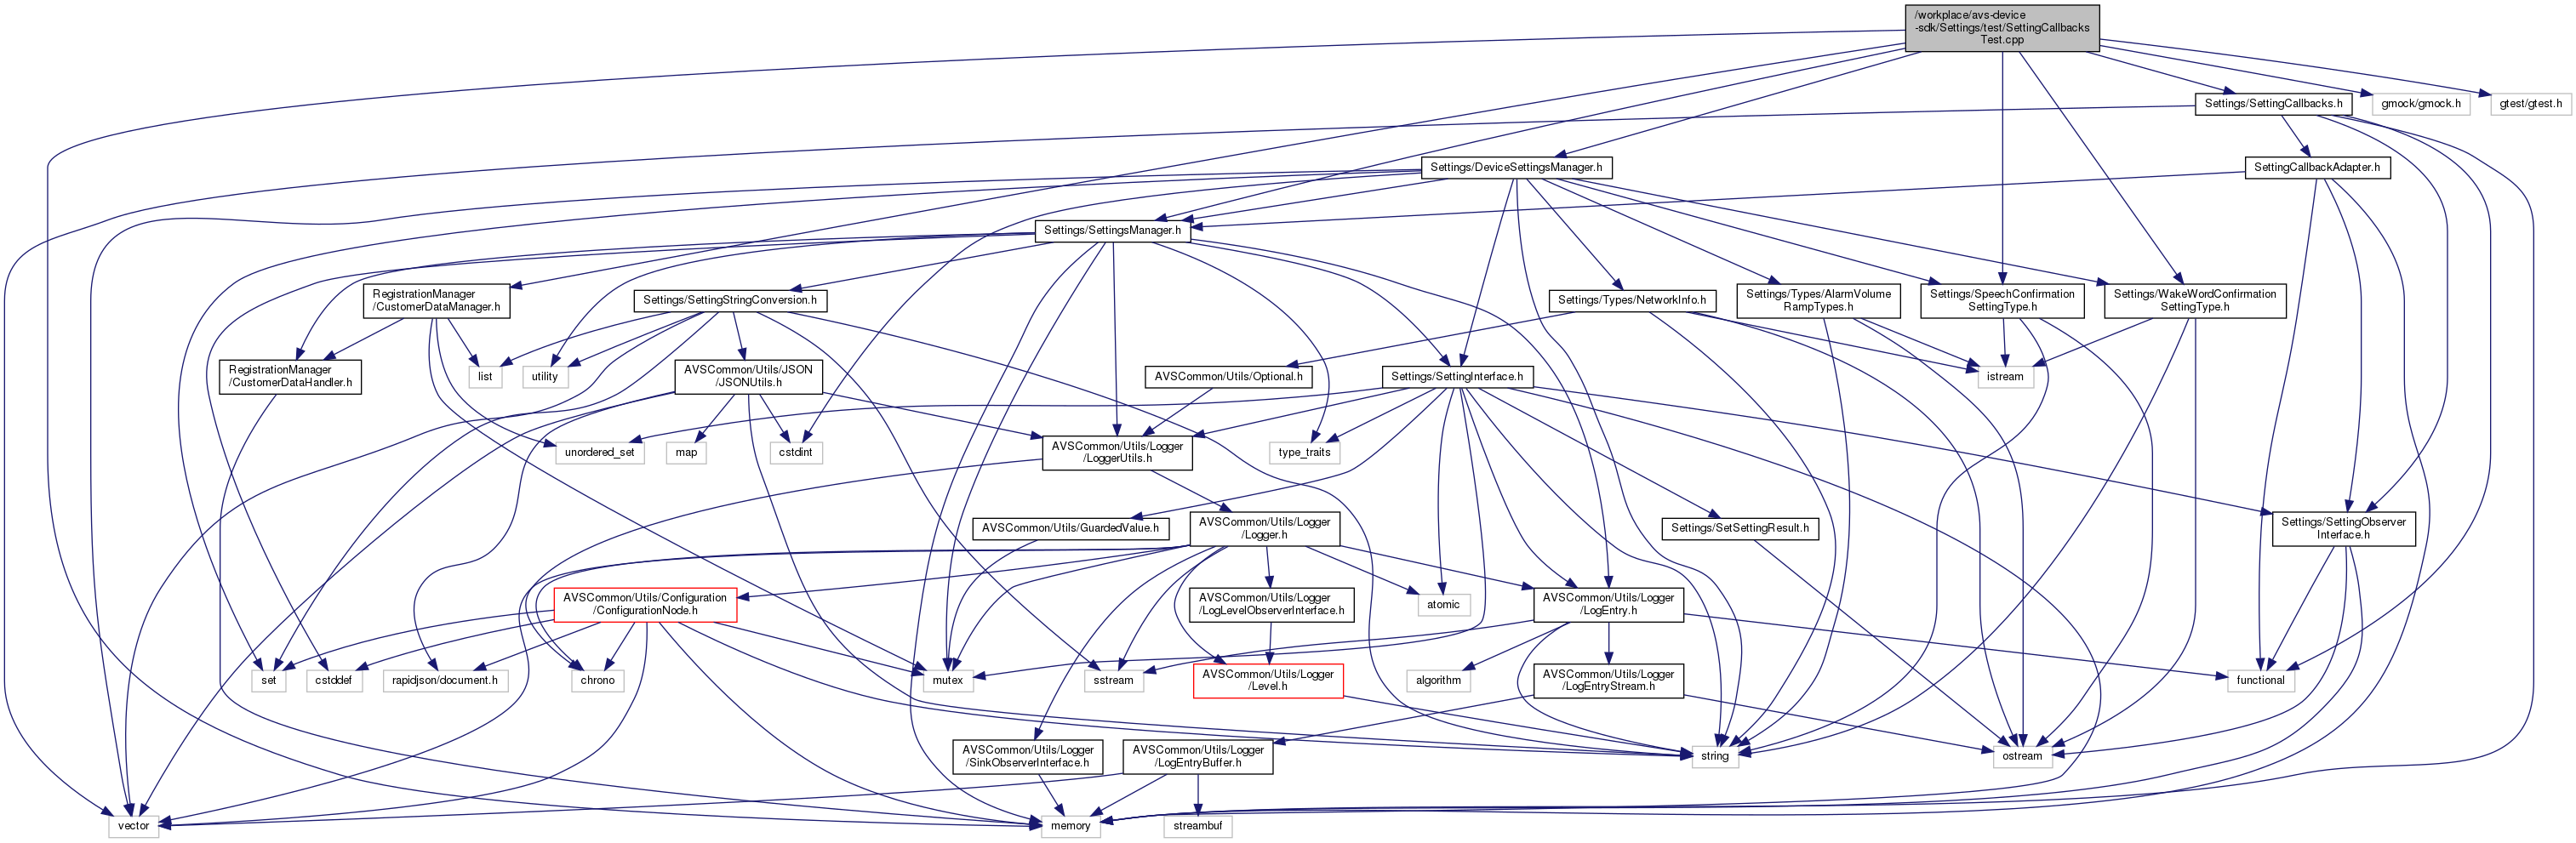 /workplace/avs-device
-sdk/Settings/test/SettingCallbacks
Test.cpp
Settings/SettingCallbacks.h
gmock/gmock.h
gtest/gtest.h
Settings/DeviceSettingsManager.h
SettingCallbackAdapter.h
Settings/SettingsManager.h
RegistrationManager
/CustomerDataManager.h
Settings/SettingStringConversion.h
Settings/Types/NetworkInfo.h
Settings/Types/AlarmVolume
RampTypes.h
Settings/SpeechConfirmation
SettingType.h
Settings/WakeWordConfirmation
SettingType.h
RegistrationManager
/CustomerDataHandler.h
list
utility
AVSCommon/Utils/JSON
/JSONUtils.h
AVSCommon/Utils/Optional.h
Settings/SettingInterface.h
istream
unordered_set
map
cstdint
AVSCommon/Utils/Logger
/LoggerUtils.h
type_traits
AVSCommon/Utils/GuardedValue.h
AVSCommon/Utils/Logger
/Logger.h
Settings/SetSettingResult.h
Settings/SettingObserver
Interface.h
AVSCommon/Utils/Configuration
/ConfigurationNode.h
AVSCommon/Utils/Logger
/LogLevelObserverInterface.h
atomic
AVSCommon/Utils/Logger
/LogEntry.h
set
cstddef
rapidjson/document.h
chrono
mutex
sstream
AVSCommon/Utils/Logger
/Level.h
algorithm
AVSCommon/Utils/Logger
/LogEntryStream.h
functional
AVSCommon/Utils/Logger
/SinkObserverInterface.h
AVSCommon/Utils/Logger
/LogEntryBuffer.h
string
ostream
vector
memory
streambuf